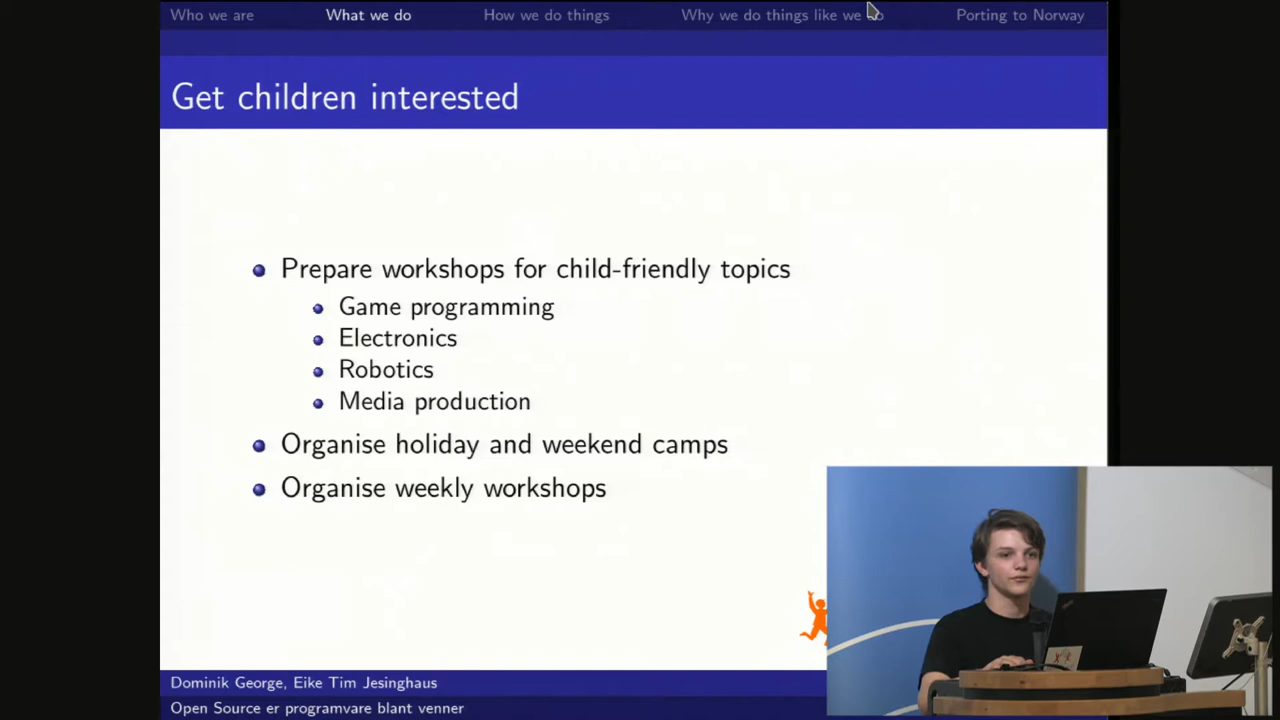 Who we are
What we do
How we do things
Why we do things like we
Porting to Norway
Get children interested
Prepare workshops for child-friendly topics
Game programming
Electronics
Robotics
Media production
Organise holiday and weekend camps
Organise weekly workshops
Dominik George, Eike Tim Jesinghaus
Open Source er programvare blant venner